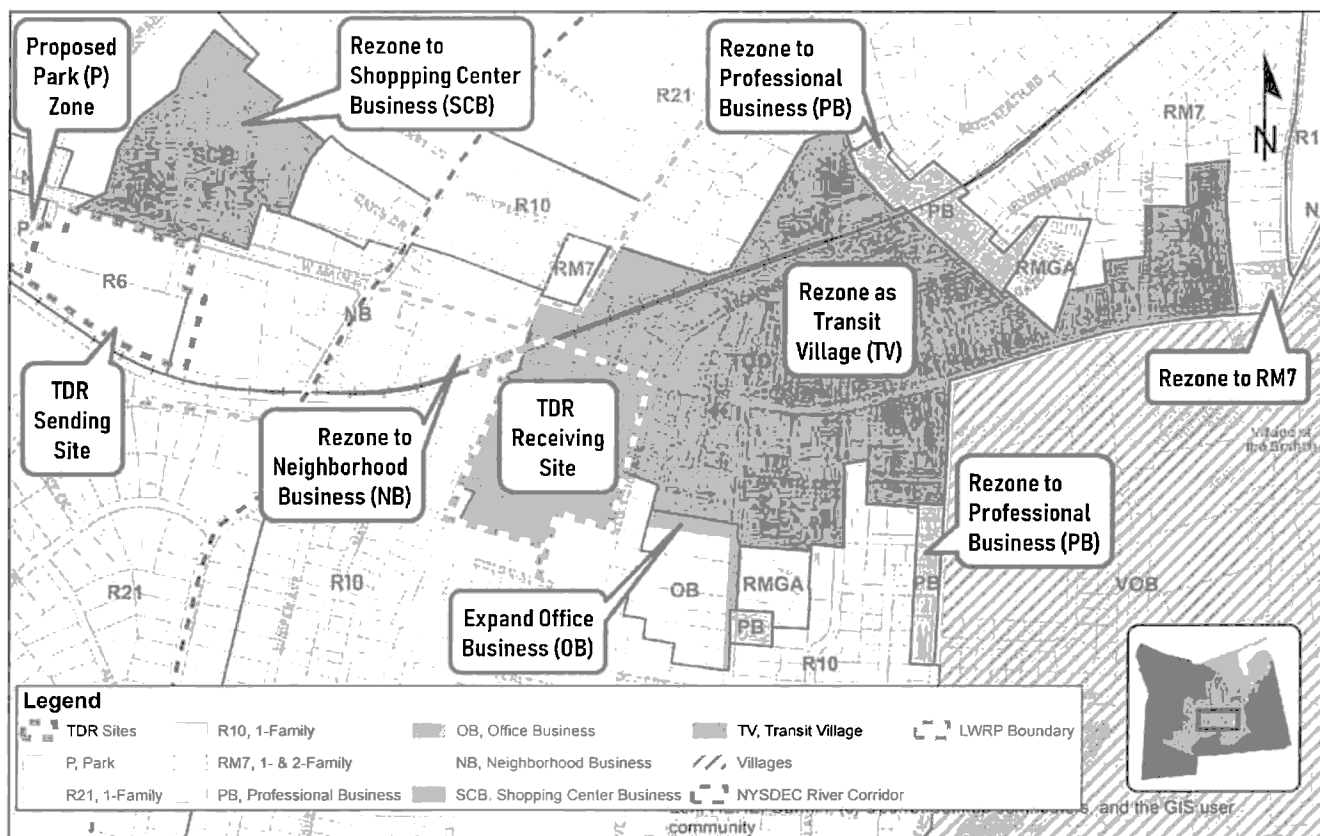 Proposed
Park (P)
Zone
Rezone to
Shoppping Center
Business (SCB)
Rezone to
Professional
Business (PB)
R21
RM7
N
SCB
R10
PB
RM7
RMGA
P
R6
NB
Rezone as
Transit
Village (TV)
TOD
Rezone to RM7
TDR
Sending
Site
Rezone to
Neighborhood
Business (NB)
TDR
Receiving
Site
Rezone to
Professional
Business (PB)
R21
R10
Expand Office
Business (OB)
OB
RMGA
PB
PB
VOB
R10
Legend
TDR Sites
R10, 1-Family
OB, Office Business
TV, Transit Village
LWRP Boundary
P, Park
RM7, 1- & 2-Family
NB, Neighborhood Business
Villages
R21, 1-Family
PB, Professional Business
SCB, Shopping Center Business
NYSDEC River Corridor
and the GIS user
community